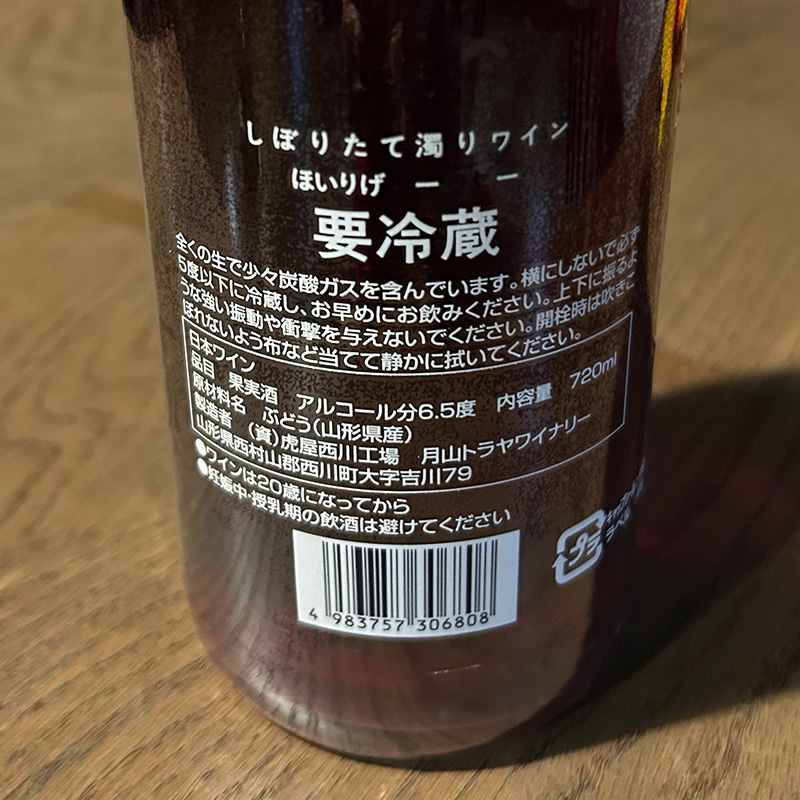 しぼりたて濁りワイン
ほいりげ ー ー
要冷蔵
全くの生で少々炭酸ガスを含んでいます。横にしないで必ず
5度以下に冷蔵し、お早めにお飲みください。上下に振るよ
うな強い振動や衝撃を与えないでください。開栓時は吹きこ
ぼれないよう布など当てて静かに拭いてください。
日本ワイン
品目 果実酒 アルコール分6.5度 内容量 720ml
原材料名 ぶどう(山形県産)
製造者 (資)虎屋西川工場 月山トラヤワイナリー
山形県西村山郡西川町大字吉川79
●ワインは20歳になってから
●妊娠中・授乳期の飲酒は避けてください
プラ
ラベル
4 983757 306808